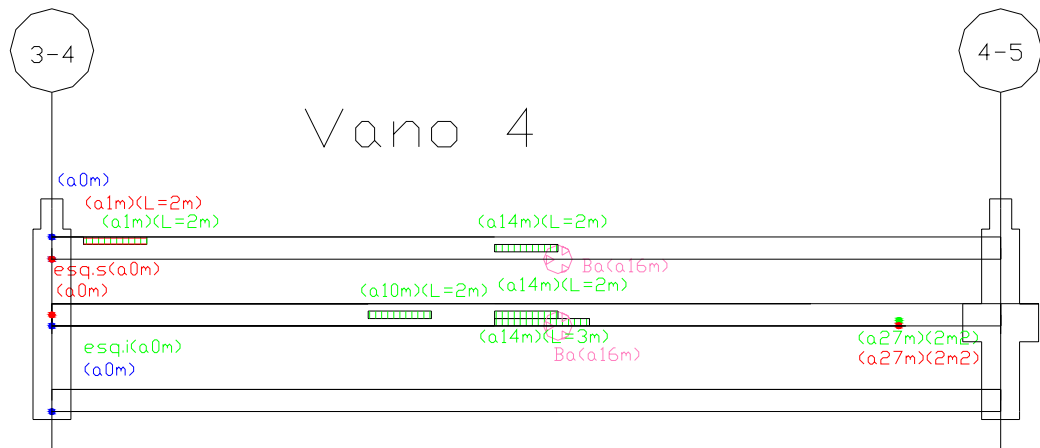 3-4
4-5
Vano 4
(a0m)
(a1m)(L=2m)
(a1m)(L=2m)
(a14m)(L=2m)
esq.s(a0m)
Ba(a16m)
(a0m)
(a10m)(L=2m)
(a14m)(L=2m)
esq.i(a0m)
(a14m)(L=3m)
(a27m)(2m2)
Ba(a16m)
(a27m)(2m2)
(a0m)